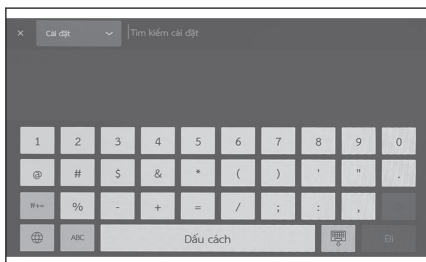 × Cài đặt Tìm kiếm cài đặt
1 2 3 4 5 6 7 8 9 0
@ # $ & * ( ) ' " .
#+= % - + = / ; : ,
ABC Dấu cách Đi